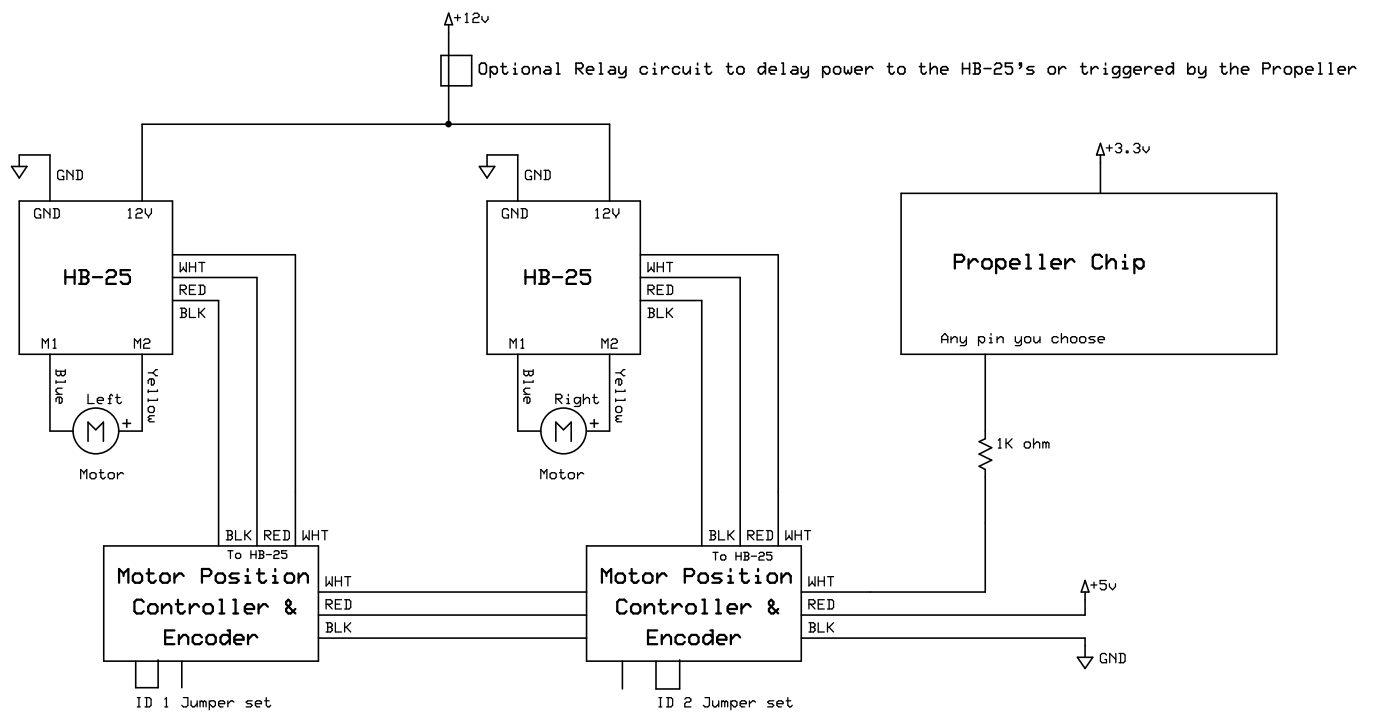 +12v
Optional Relay circuit to delay power to the HB-25's or triggered by the Propeller
+3.3v
GND
GND
GND
12V
GND
12V
HB-25
WHT
RED
BLK
HB-25
WHT
RED
BLK
Propeller Chip
Any pin you choose
M1
M2
M1
M2
Blue
Yellow
Left
M
+
Motor
Blue
Yellow
Right
M
+
Motor
1K ohm
BLK RED WHT
To HB-25
Motor Position
Controller &
Encoder
WHT
RED
BLK
BLK RED WHT
To HB-25
Motor Position
Controller &
Encoder
WHT
RED
BLK
+5v
GND
ID 1 Jumper set
ID 2 Jumper set